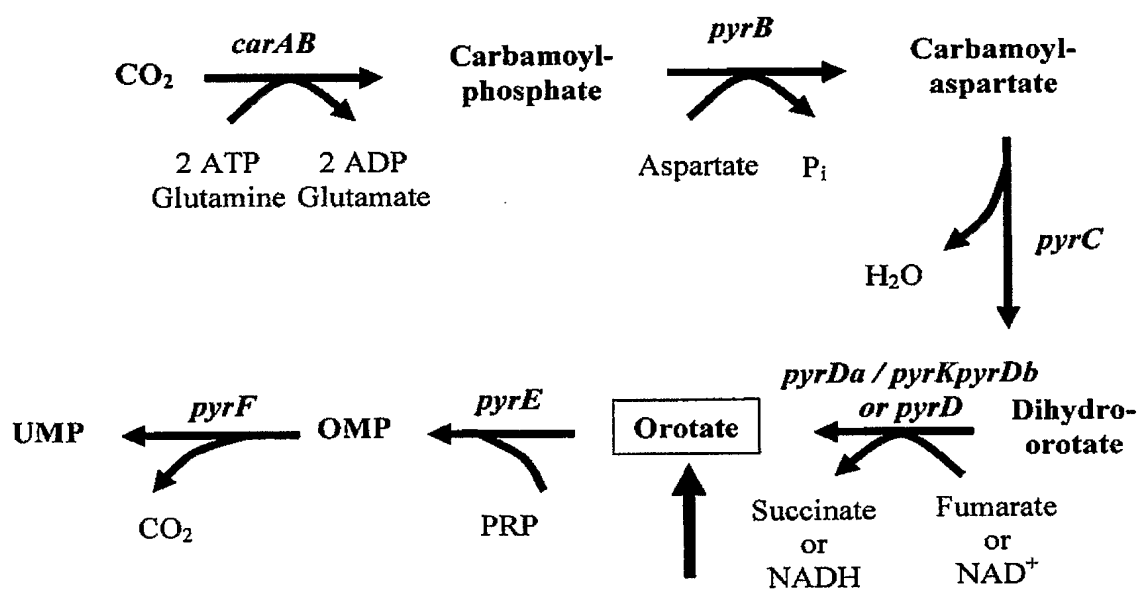 carAB
pyrB
CO₂
Carbamoyl-
phosphate
Carbamoyl-
aspartate
2 ATP
Glutamine
2 ADP
Glutamate
Aspartate
Pᵢ
pyrC
H₂O
pyrDa / pyrKpyrDb
or pyrD
pyrF
pyrE
UMP
OMP
Orotate
Dihydro-
orotate
CO₂
PRP
Succinate
or
NADH
Fumarate
or
NAD⁺